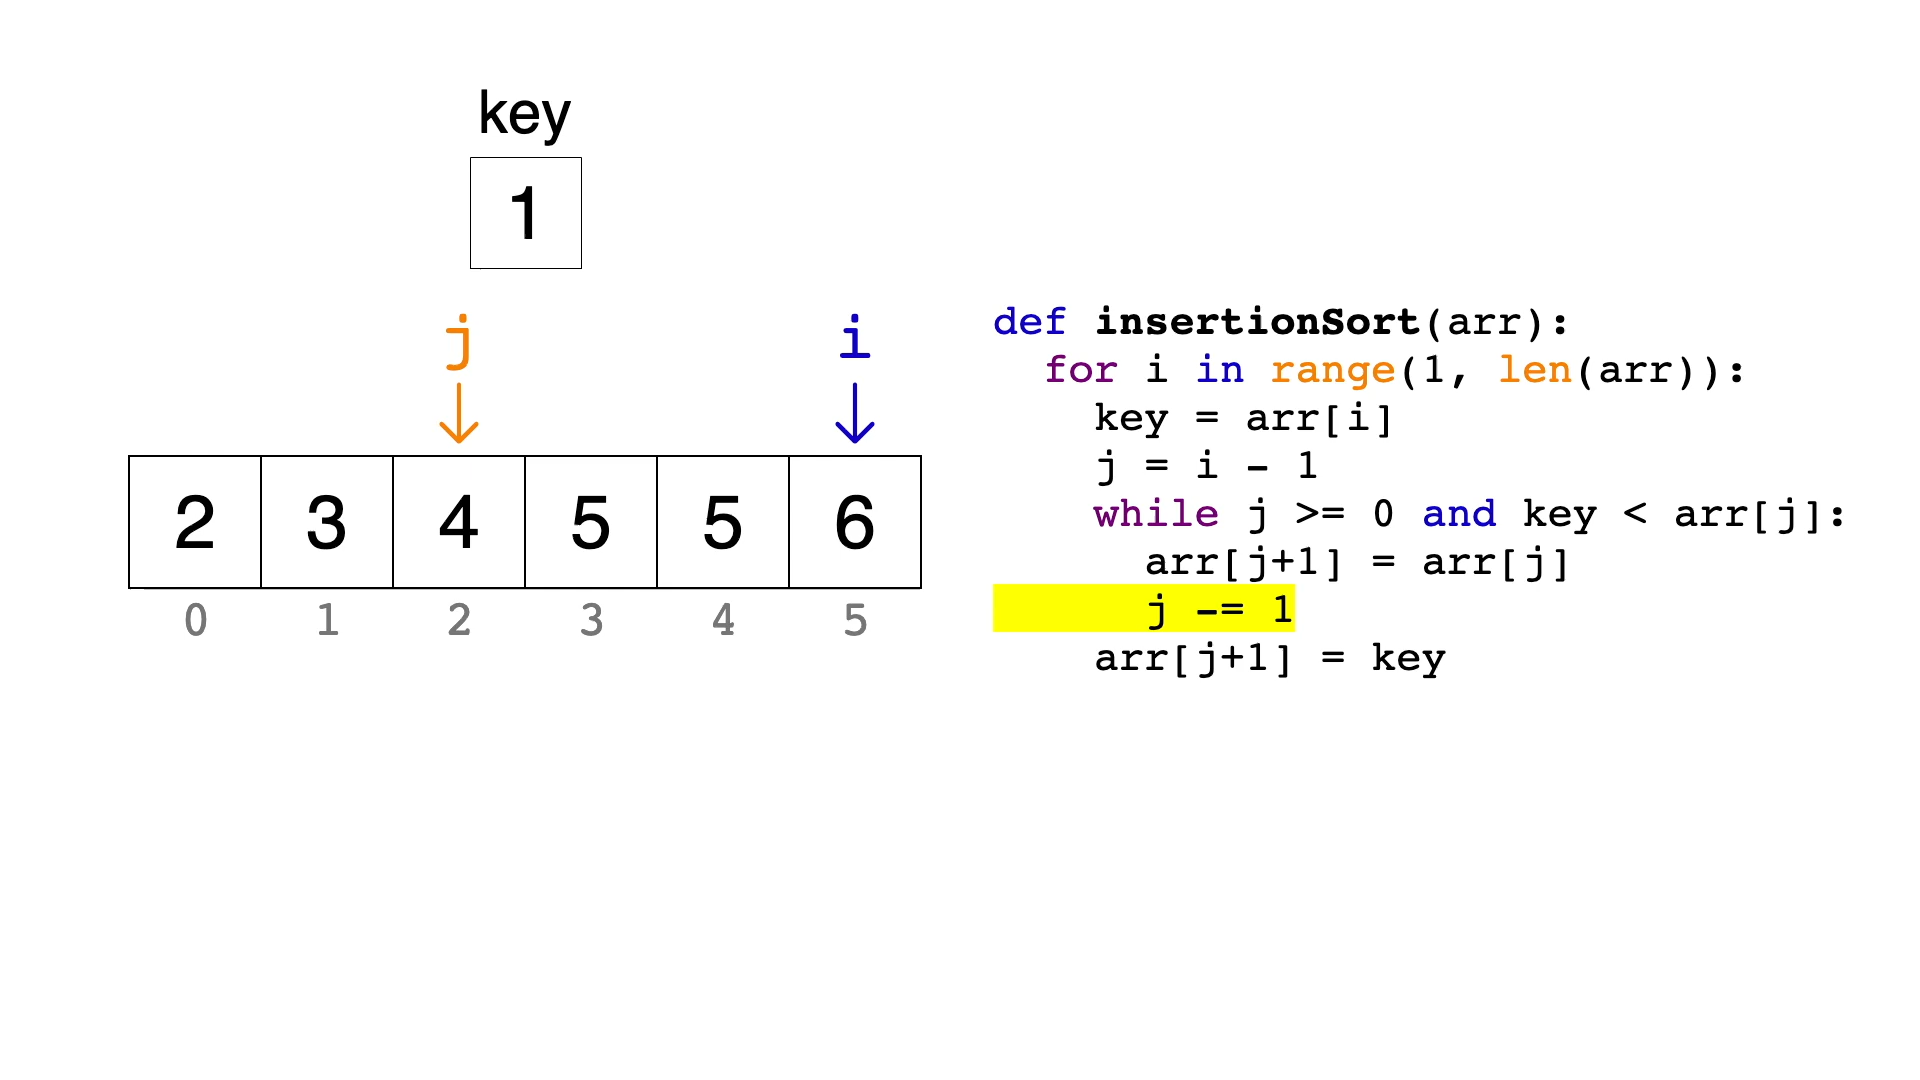 key
1
j i
2 3 4 5 5 6
0 1 2 3 4 5
def insertionSort(arr):
  for i in range(1, len(arr)):
    key = arr[i]
    j = i - 1
    while j >= 0 and key < arr[j]:
      arr[j+1] = arr[j]
      j -= 1
    arr[j+1] = key